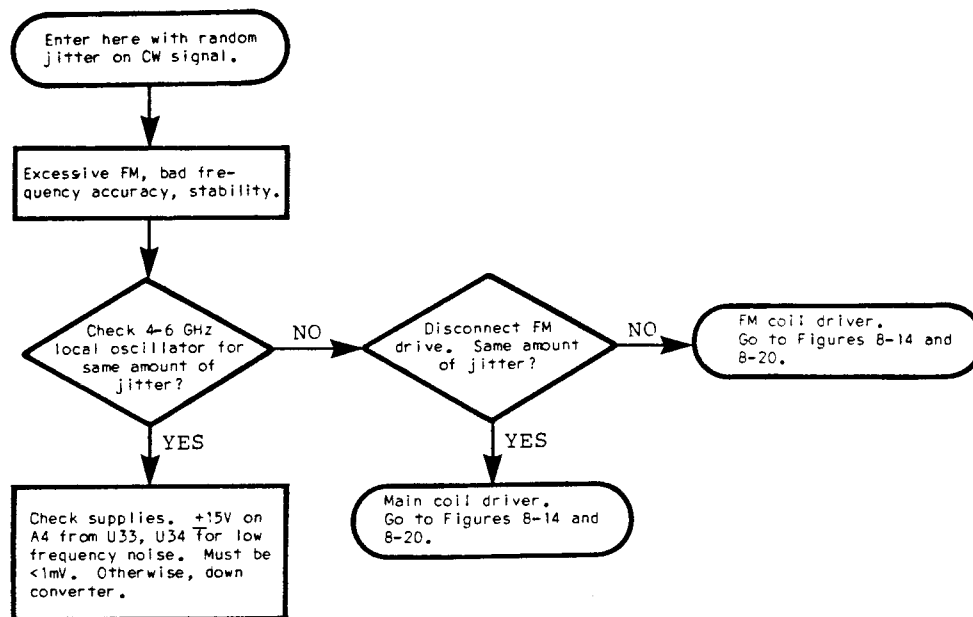 Enter here with random
jitter on CW signal.
Excessive FM, bad fre-
quency accuracy, stability.
Check 4-6 GHz
local oscillator for
same amount of
jitter?
NO
Disconnect FM
drive. Same amount
of jitter?
NO
FM coil driver.
Go to Figures 8-14 and
8-20.
YES
YES
Check supplies. ±15V on
A4 from U33, U34 for low
frequency noise. Must be
<1mV. Otherwise, down
converter.
Main coil driver.
Go to Figures 8-14 and
8-20.